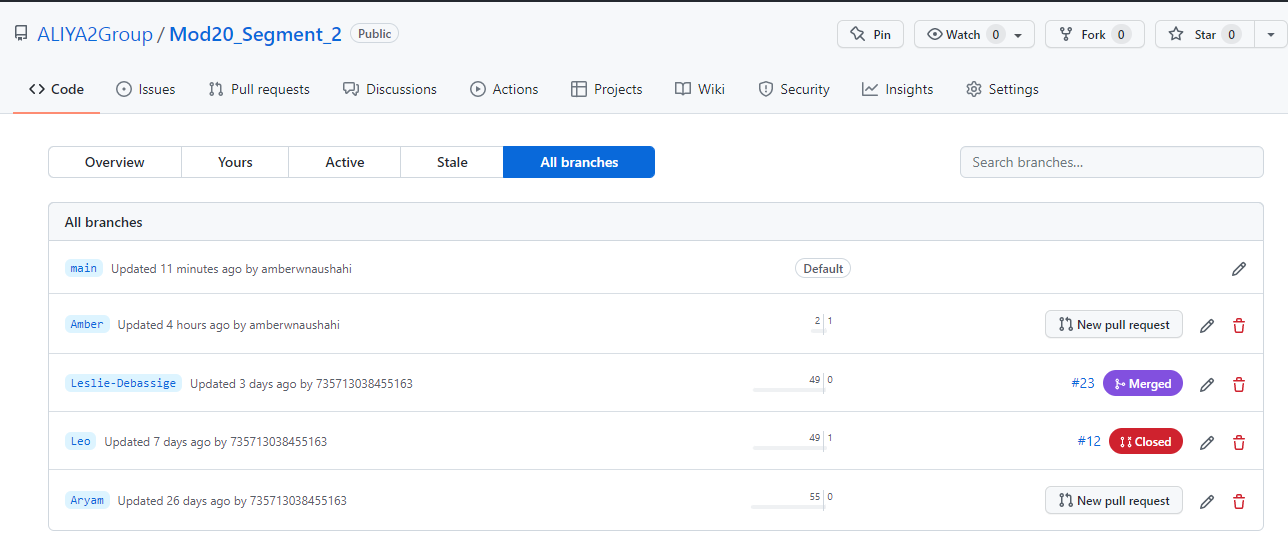 ALIYA2Group / Mod20_Segment_2 Public Pin Watch 0 Fork 0 Star 0
Code Issues Pull requests Discussions Actions Projects Wiki Security Insights Settings
Overview Yours Active Stale All branches Search branches...
All branches
main Updated 11 minutes ago by amberwnaushahi Default
Amber Updated 4 hours ago by amberwnaushahi 2 1 New pull request
Leslie-Debassige Updated 3 days ago by 735713038455163 49 0 #23 Merged
Leo Updated 7 days ago by 735713038455163 49 1 #12 Closed
Aryam Updated 26 days ago by 735713038455163 55 0 New pull request